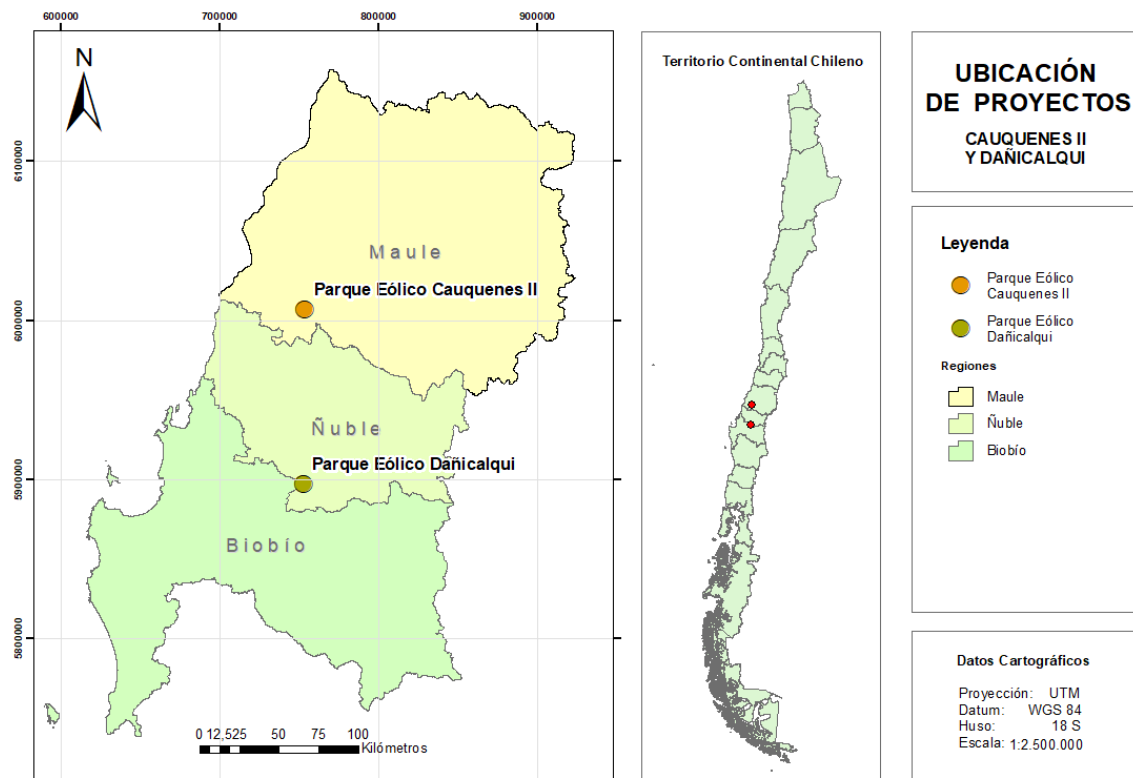 600000
700000
800000
900000
N
6100000
6000000
5900000
5800000
Maule
Parque Eólico Cauquenes II
Ñuble
Parque Eólico Dañicalqui
Biobío
0 12,525 50 75 100
Kilómetros
Territorio Continental Chileno
UBICACIÓN
DE PROYECTOS
CAUQUENES II
Y DAÑICALQUI
Leyenda
Parque Eólico
Cauquenes II
Parque Eólico
Dañicalqui
Regiones
Maule
Ñuble
Biobío
Datos Cartográficos
Proyección: UTM
Datum: WGS 84
Huso: 18 S
Escala: 1:2.500.000